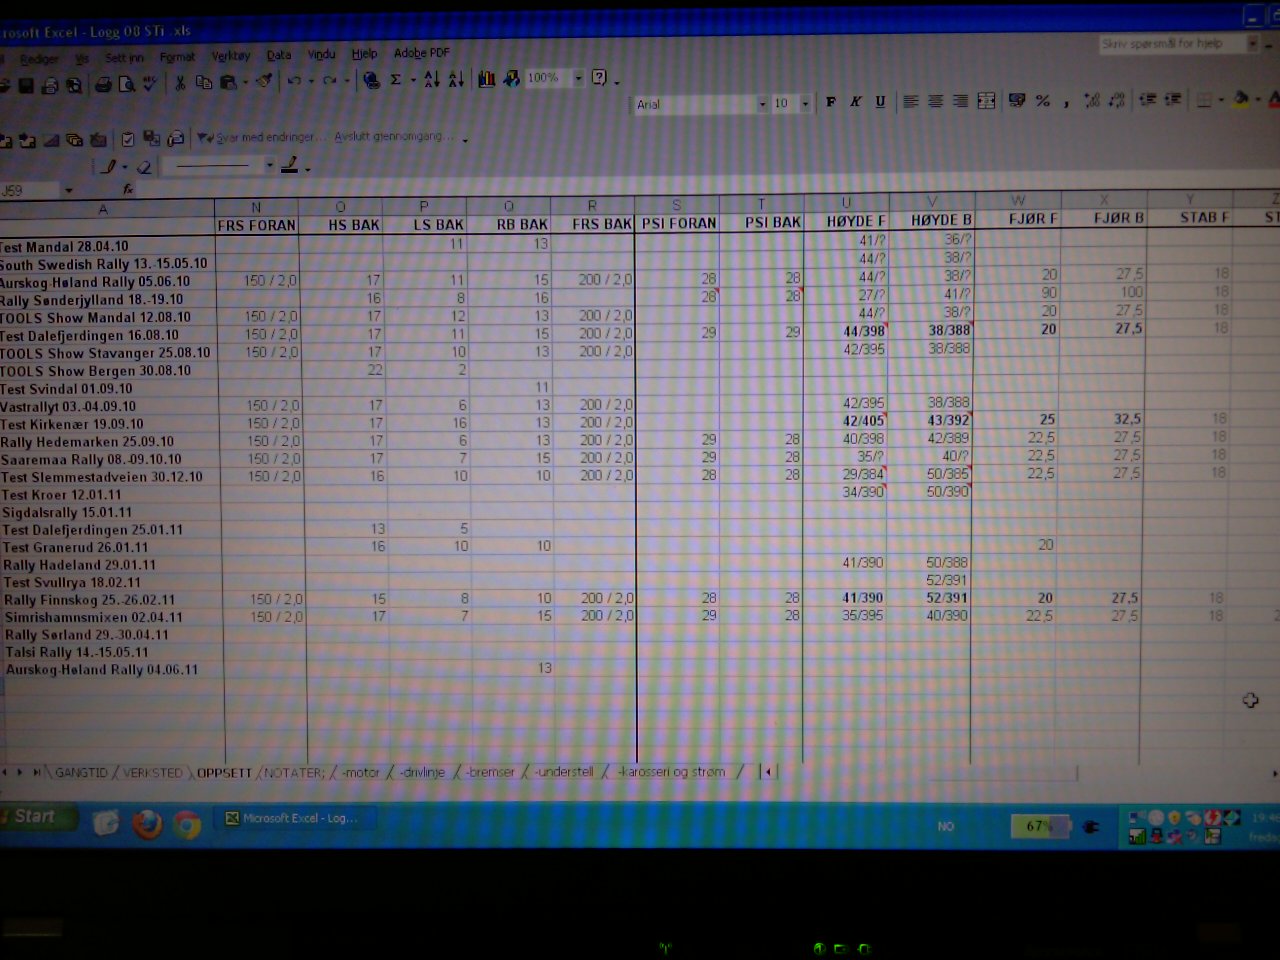 rosoft Excel - Logg 08 STi .xls
Rediger Vis Sett inn Format Verktøy Data Vindu Hjelp Adobe PDF Skriv spørsmål for hjelp
100%
Arial 10 F K U
Svar med endringer... Avslutt gjennomgang...
J59 fx
A N O P Q R S T U V W X Y Z
FRS FORAN HS BAK LS BAK RB BAK FRS BAK PSI FORAN PSI BAK HØYDE F HØYDE B FJØR F FJØR B STAB F ST
Test Mandal 28.04.10 11 13 41/? 36/?
South Swedish Rally 13.-15.05.10 44/? 38/?
Aurskog-Høland Rally 05.06.10 150 / 2,0 17 11 15 200 / 2,0 28 28 44/? 38/? 20 27,5 18
Rally Sønderjylland 18.-19.10 16 8 16 28 28 27/? 41/? 90 100 18
TOOLS Show Mandal 12.08.10 150 / 2,0 17 12 13 200 / 2,0 44/? 38/? 20 27,5 18
Test Dalefjerdingen 16.08.10 150 / 2,0 17 11 15 200 / 2,0 29 29 44/398 38/388 20 27,5 18
TOOLS Show Stavanger 25.08.10 150 / 2,0 17 10 13 200 / 2,0 42/395 38/388
TOOLS Show Bergen 30.08.10 22 2
Test Svindal 01.09.10 11
Vastrallyt 03.-04.09.10 150 / 2,0 17 6 13 200 / 2,0 42/395 38/388
Test Kirkenær 19.09.10 150 / 2,0 17 16 13 200 / 2,0 42/405 43/392 25 32,5 18
Rally Hedemarken 25.09.10 150 / 2,0 17 6 13 200 / 2,0 29 28 40/398 42/389 22,5 27,5 18
Saaremaa Rally 08.-09.10.10 150 / 2,0 17 7 15 200 / 2,0 29 28 35/? 40/? 22,5 27,5 18
Test Slemmestadveien 30.12.10 150 / 2,0 16 10 10 200 / 2,0 28 28 29/384 50/385 22,5 27,5 18
Test Kroer 12.01.11 34/390 50/390
Sigdalsrally 15.01.11
Test Dalefjerdingen 25.01.11 13 5
Test Granerud 26.01.11 16 10 10 20
Rally Hadeland 29.01.11 41/390 50/388
Test Svullrya 18.02.11 52/391
Rally Finnskog 25.-26.02.11 150 / 2,0 15 8 10 200 / 2,0 28 28 41/390 52/391 20 27,5 18
Simrishamnsmixen 02.04.11 150 / 2,0 17 7 15 200 / 2,0 29 28 35/395 40/390 22,5 27,5 18
Rally Sørland 29.-30.04.11
Talsi Rally 14.-15.05.11
Aurskog-Høland Rally 04.06.11 13
GANGTID VERKSTED OPPSETT NOTATER; -motor -drivlinje -bremser -understell -karosseri og strøm
Start Microsoft Excel - Log... NO 67%